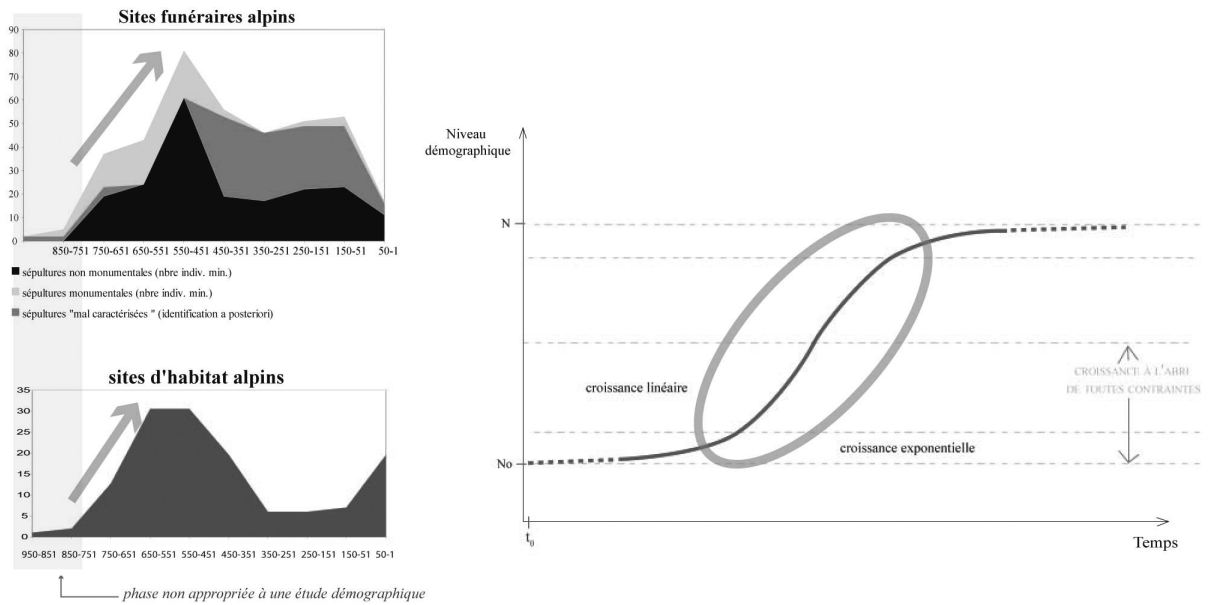 Sites funéraires alpins
90
80
70
60
50
40
30
20
10
0
850-751 750-651 650-551 550-451 450-351 350-251 250-151 150-51 50-1
sépultures non monumentales (nbre indiv. min.)
sépultures monumentales (nbre indiv. min.)
sépultures "mal caractérisées " (identification a posteriori)
sites d'habitat alpins
35
30
25
20
15
10
5
0
950-851 850-751 750-651 650-551 550-451 450-351 350-251 250-151 150-51 50-1
phase non appropriée à une étude démographique
Niveau
démographique
N
croissance linéaire
CROISSANCE À L'ABRI
DE TOUTES CONTRAINTES
croissance exponentielle
No
t0
Temps